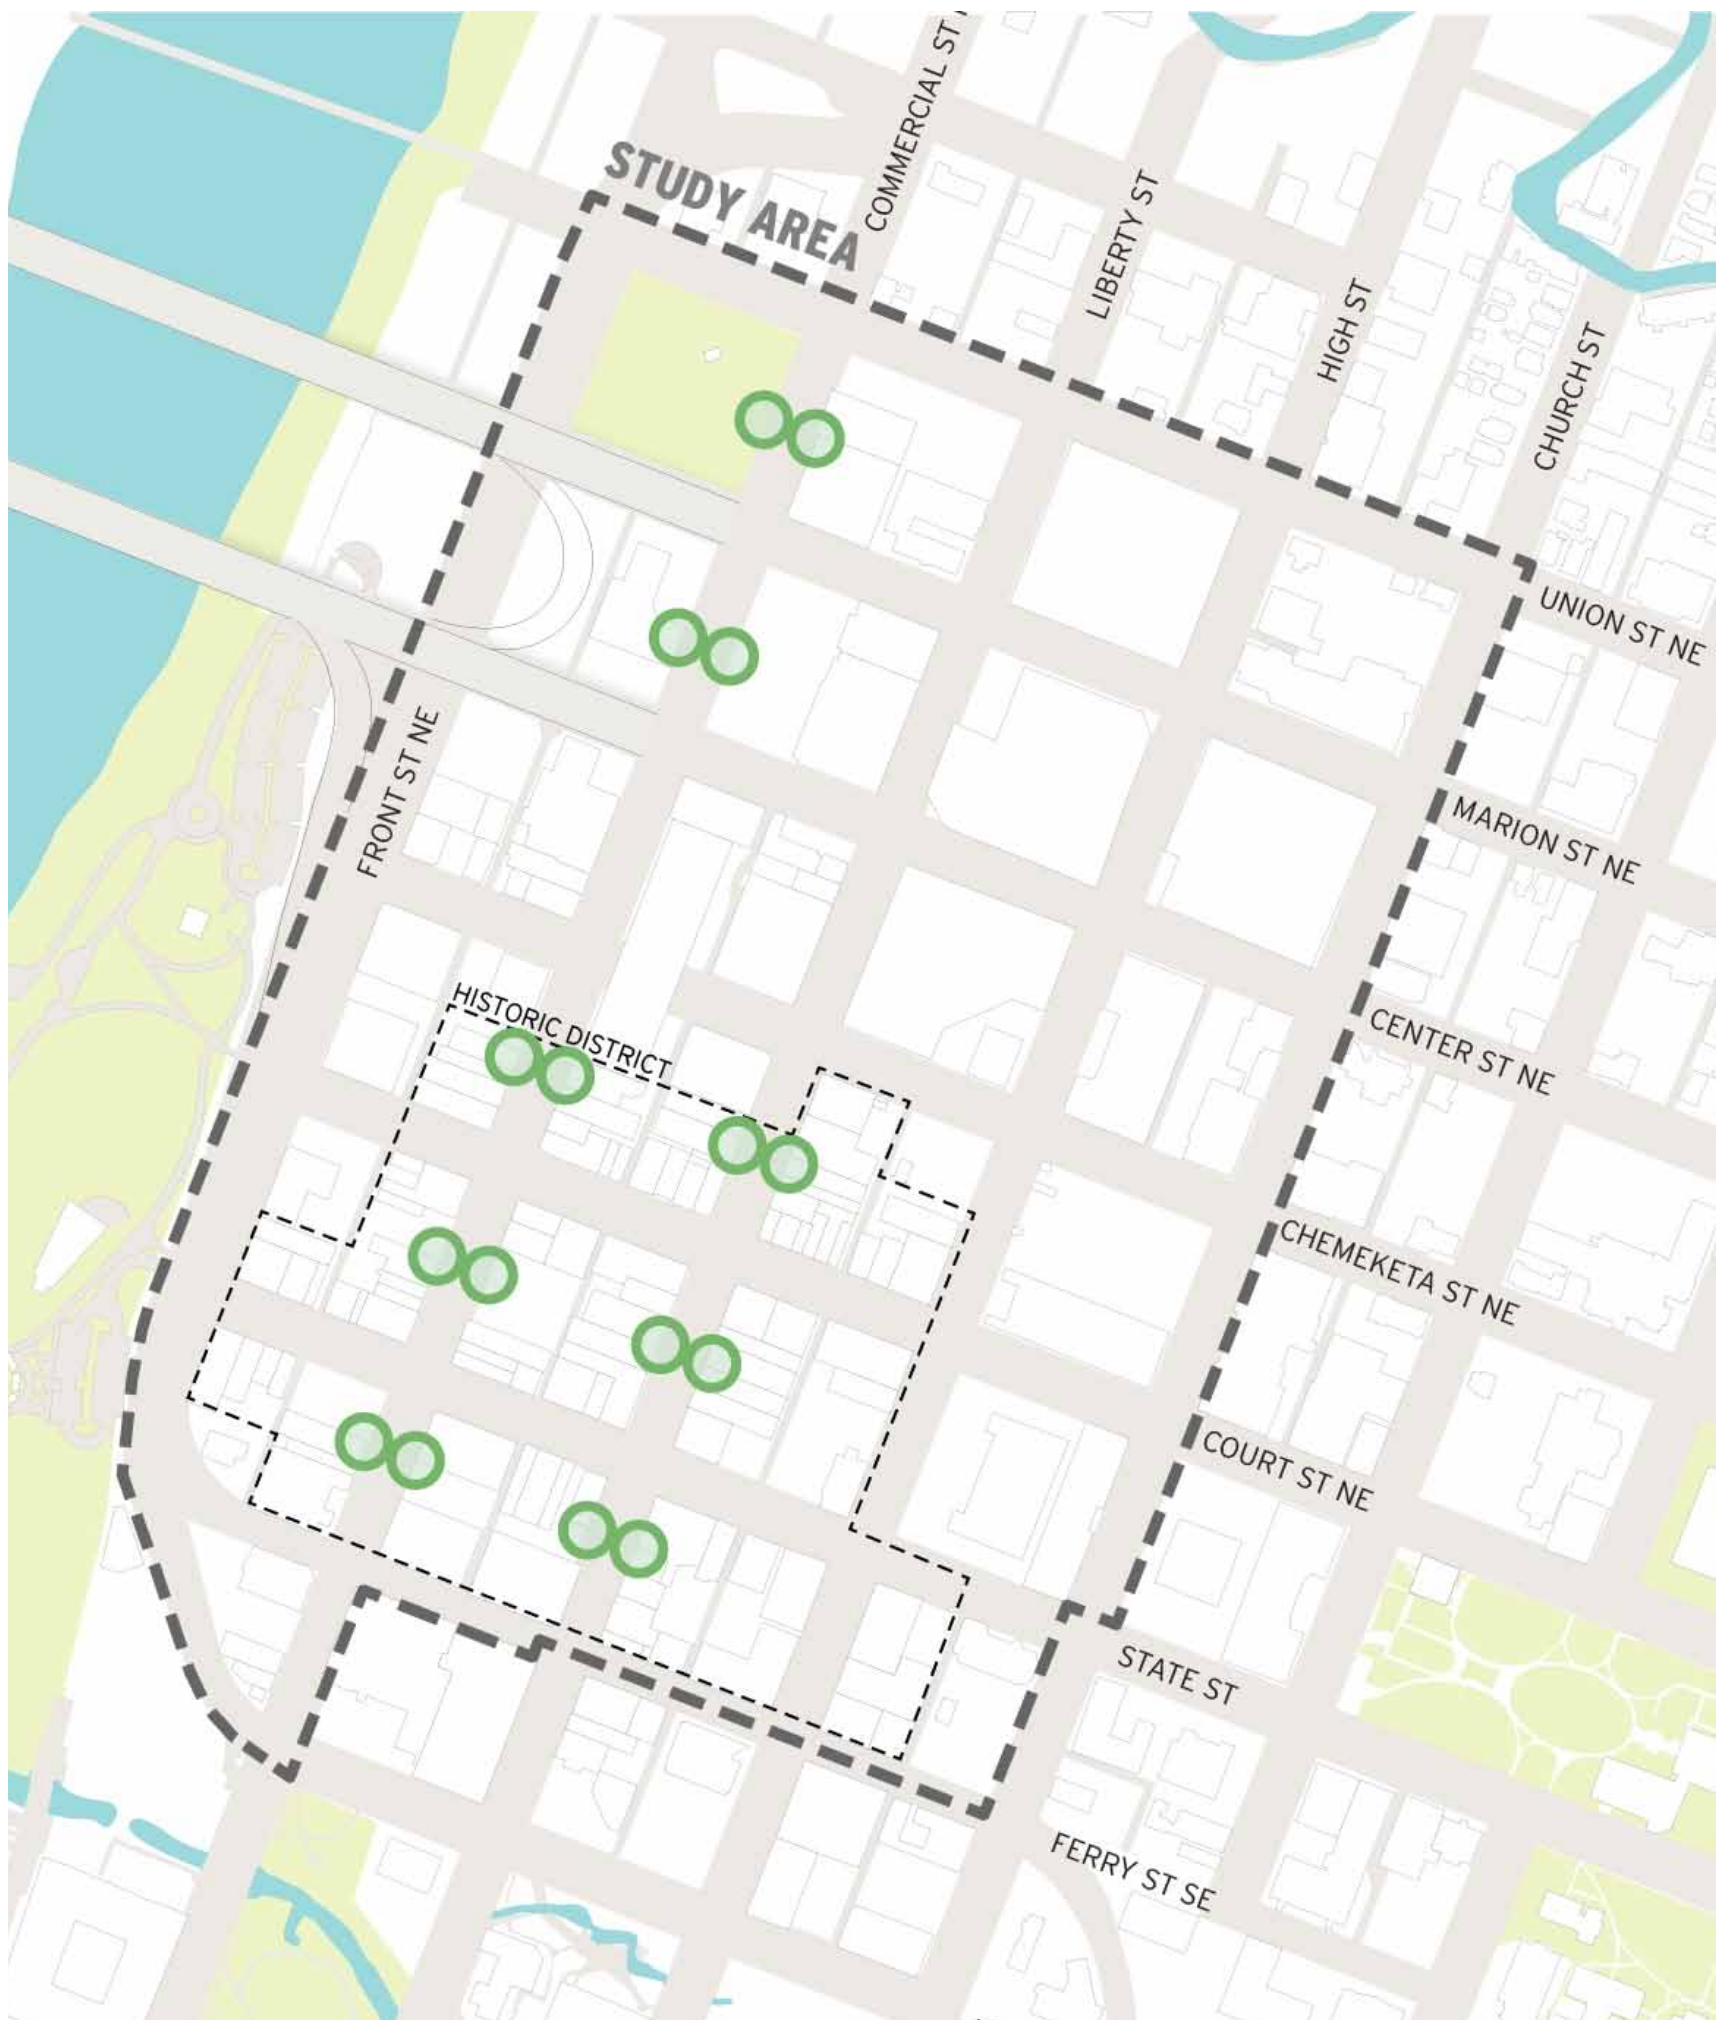 COMMERCIAL ST
STUDY AREA
LIBERTY ST
HIGH ST
CHURCH ST
UNION ST NE
FRONT ST NE
MARION ST NE
HISTORIC DISTRICT
CENTER ST NE
CHEMEKETA ST NE
COURT ST NE
STATE ST
FERRY ST SE